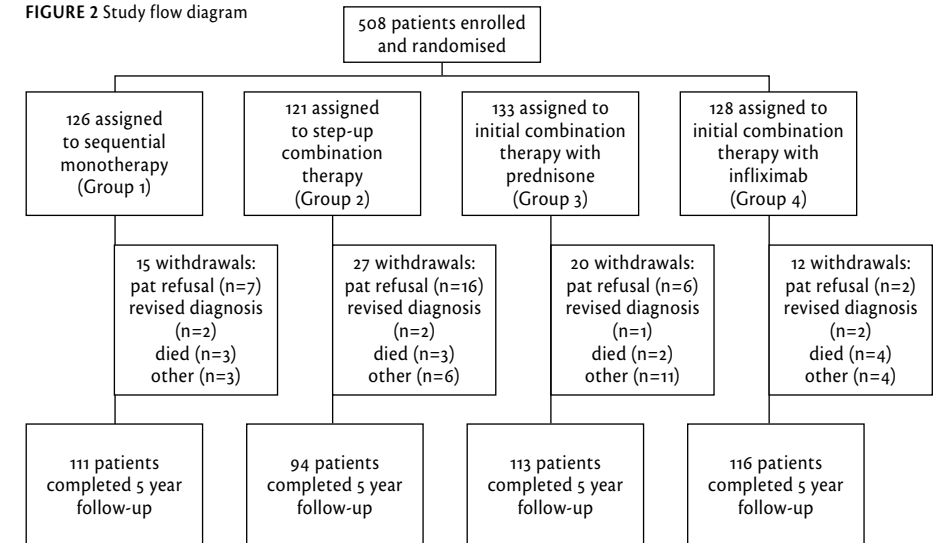 FIGURE 2 Study flow diagram
508 patients enrolled
and randomised
126 assigned
to sequential
monotherapy
(Group 1)
121 assigned
to step-up
combination
therapy
(Group 2)
133 assigned to
initial combination
therapy with
prednisone
(Group 3)
128 assigned to
initial combination
therapy with
infliximab
(Group 4)
15 withdrawals:
pat refusal (n=7)
revised diagnosis
(n=2)
died (n=3)
other (n=3)
27 withdrawals:
pat refusal (n=16)
revised diagnosis
(n=2)
died (n=3)
other (n=6)
20 withdrawals:
pat refusal (n=6)
revised diagnosis
(n=1)
died (n=2)
other (n=11)
12 withdrawals:
pat refusal (n=2)
revised diagnosis
(n=2)
died (n=4)
other (n=4)
111 patients
completed 5 year
follow-up
94 patients
completed 5 year
follow-up
113 patients
completed 5 year
follow-up
116 patients
completed 5 year
follow-up